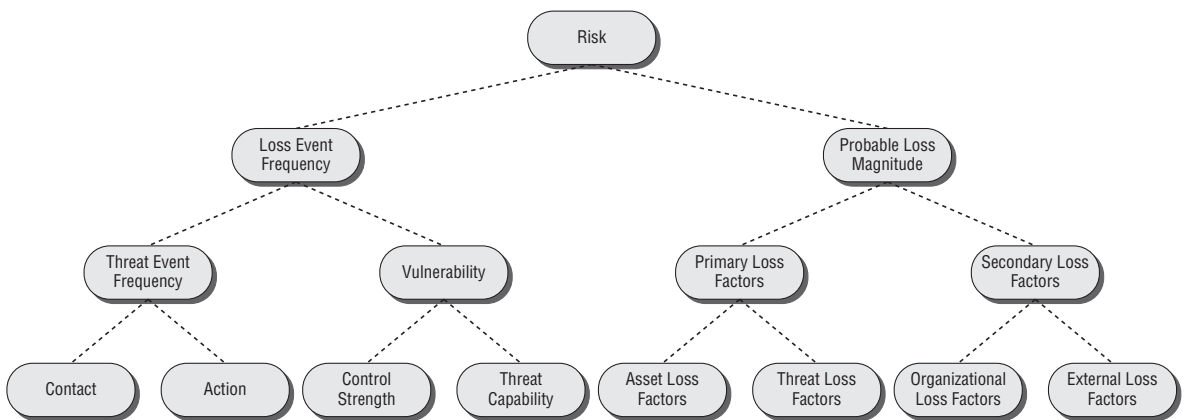 Risk
Loss Event
Frequency
Probable Loss
Magnitude
Threat Event
Frequency
Vulnerability
Primary Loss
Factors
Secondary Loss
Factors
Contact
Action
Control
Strength
Threat
Capability
Asset Loss
Factors
Threat Loss
Factors
Organizational
Loss Factors
External Loss
Factors